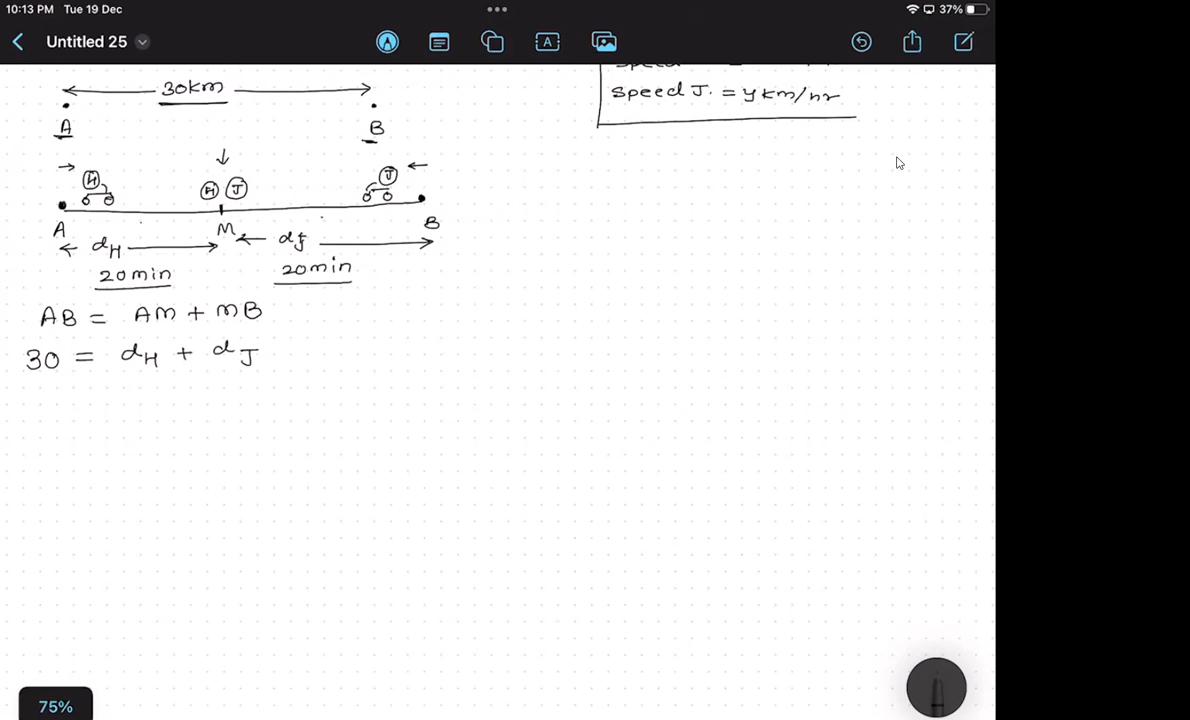 10:13 PM Tue 19 Dec
37%
Untitled 25
A
30km
A B
Speed J. = y km/hr
H H J J
A M B
dH dJ
20min 20min
AB = AM + MB
30 = dH + dJ
75%